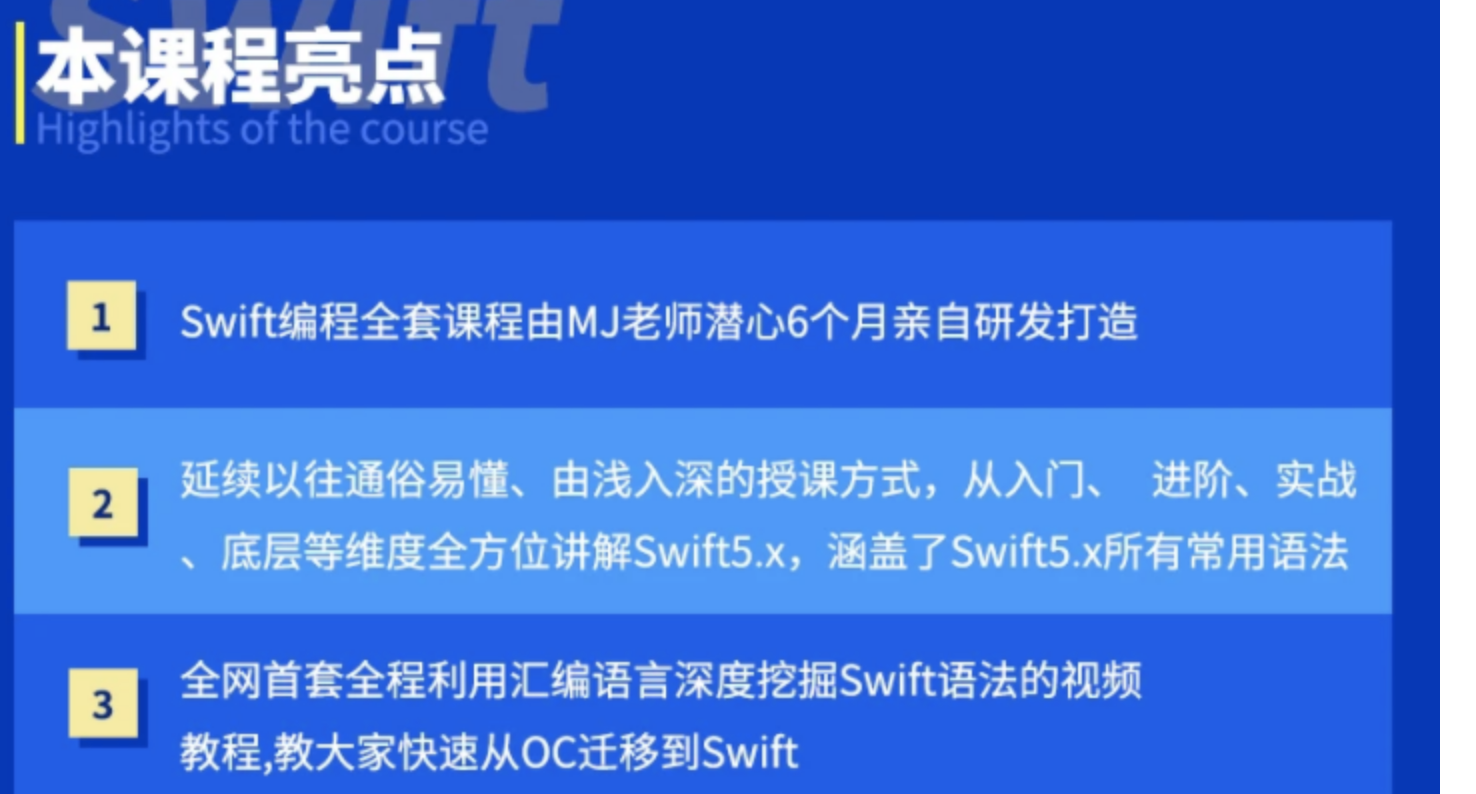 Swift
本课程亮点
Highlights of the course
1
Swift编程全套课程由MJ老师潜心6个月亲自研发打造
2
延续以往通俗易懂、由浅入深的授课方式，从入门、 进阶、实战
、底层等维度全方位讲解Swift5.x，涵盖了Swift5.x所有常用语法
3
全网首套全程利用汇编语言深度挖掘Swift语法的视频
教程,教大家快速从OC迁移到Swift